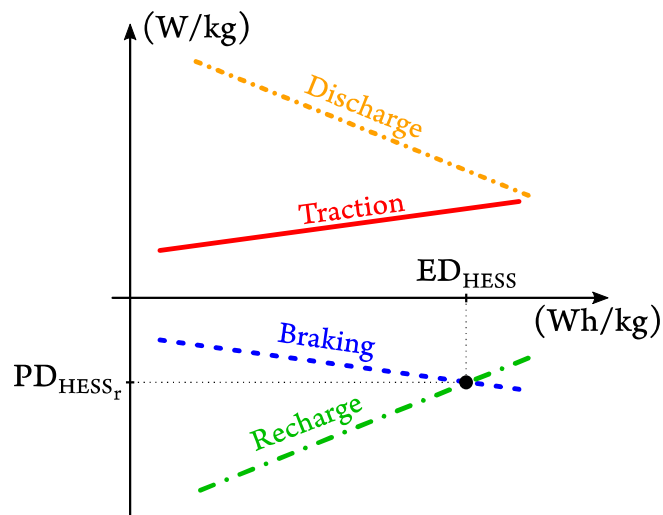 (W/kg)
Discharge
Traction
ED_HESS
(Wh/kg)
Braking
PD_HESS_r
Recharge